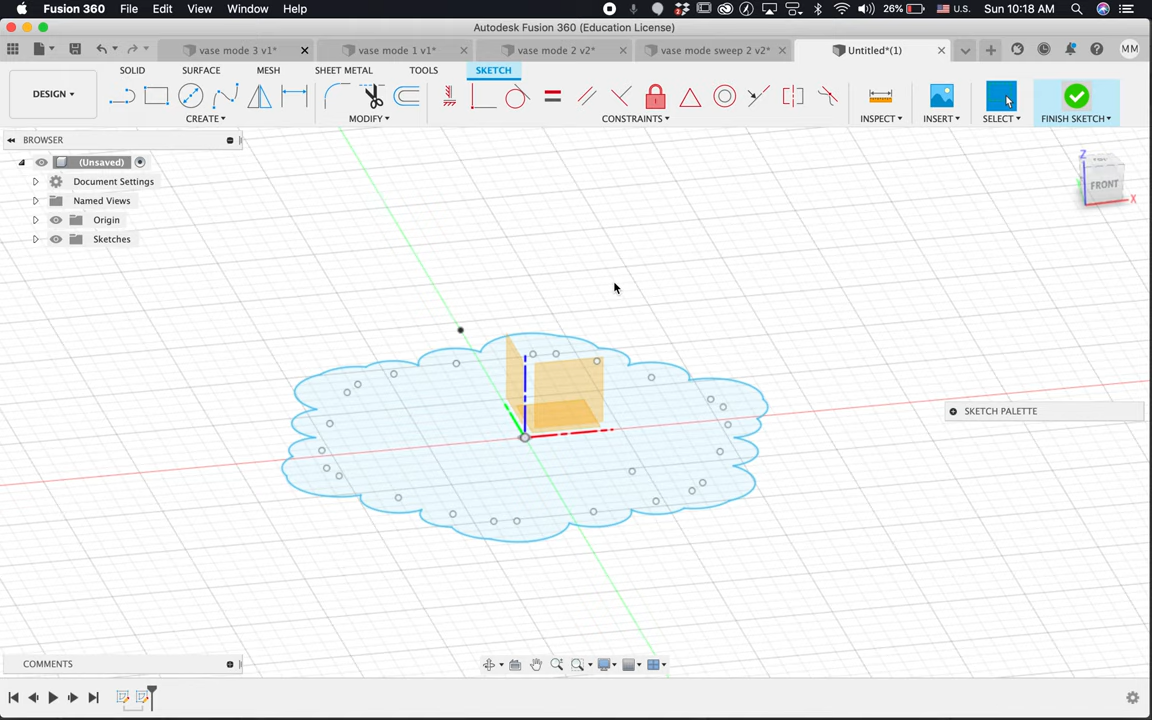 Fusion 360 File Edit View Window Help 26% U.S. Sun 10:18 AM
Autodesk Fusion 360 (Education License)
vase mode 3 v1* vase mode 1 v1* vase mode 2 v2* vase mode sweep 2 v2* Untitled*(1) MM
SOLID SURFACE MESH SHEET METAL TOOLS SKETCH
DESIGN
CREATE MODIFY CONSTRAINTS INSPECT INSERT SELECT FINISH SKETCH
BROWSER
(Unsaved)
Document Settings
Named Views
Origin
Sketches
Z
FRONT
X
SKETCH PALETTE
COMMENTS